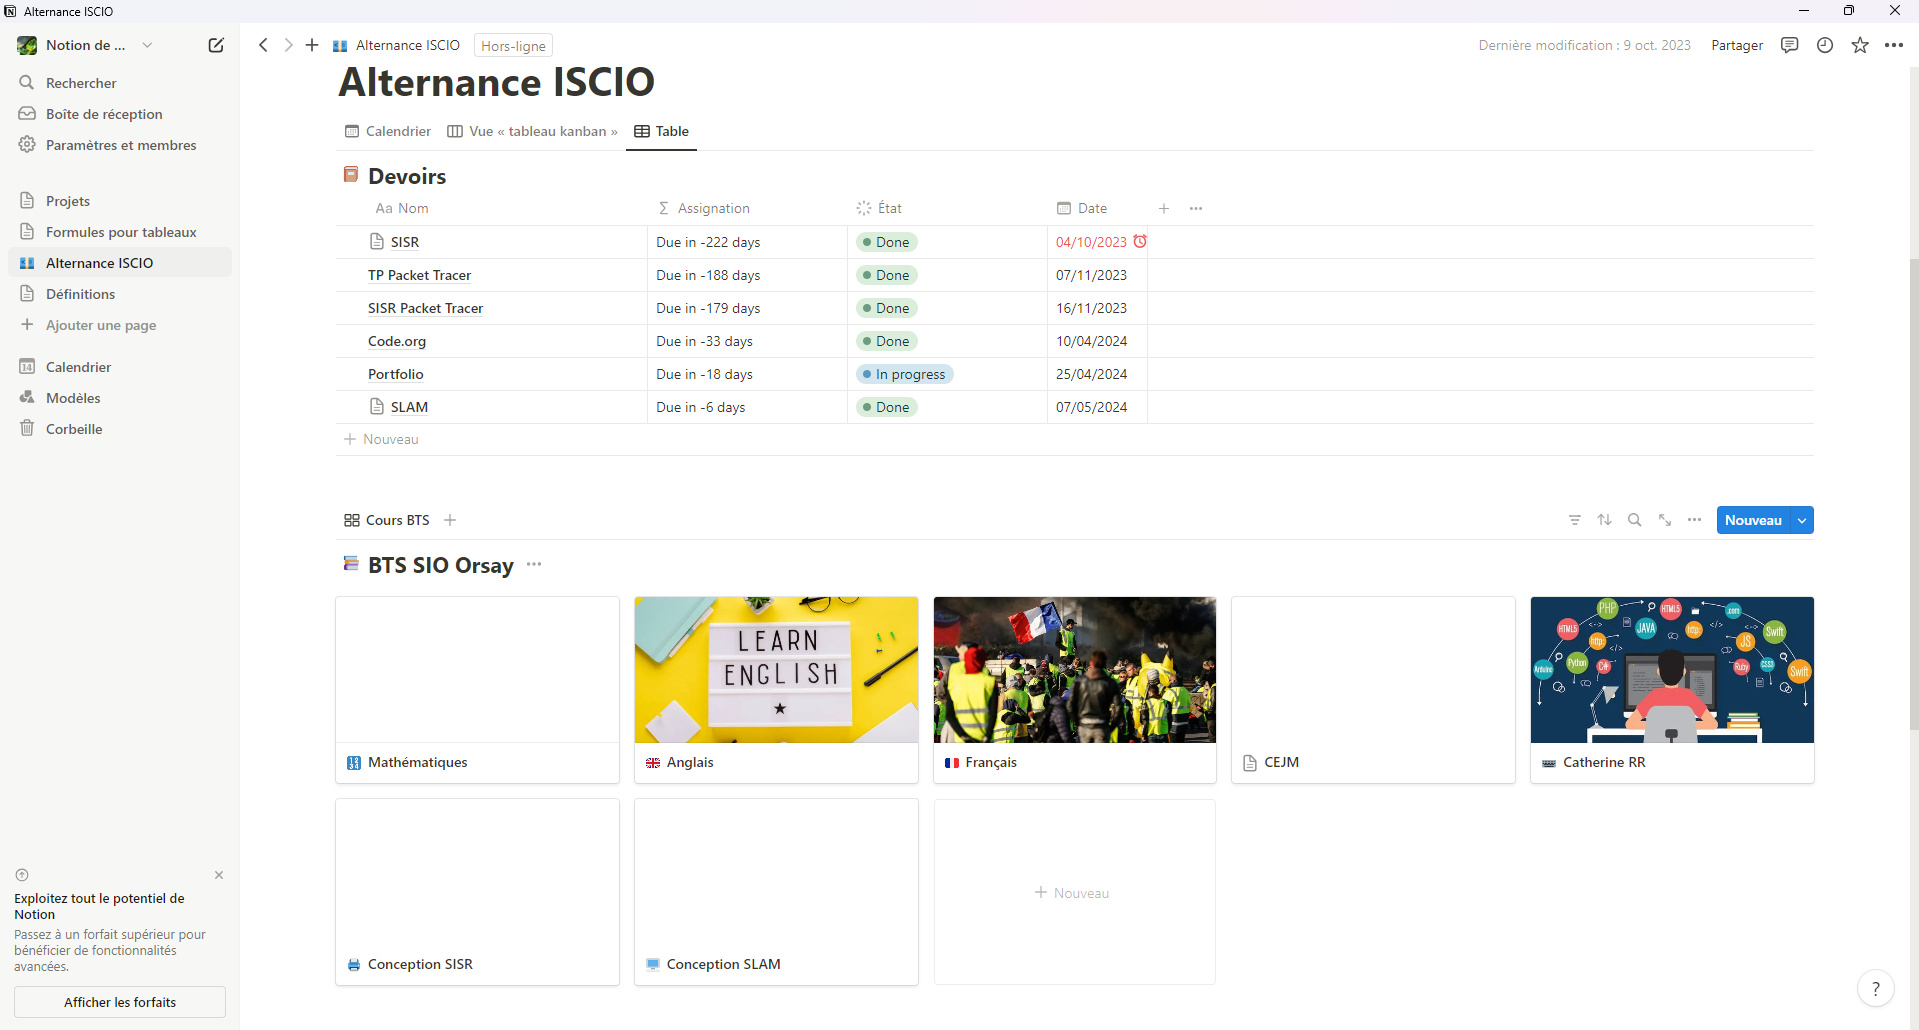 Alternance ISCIO
Notion de ...
Alternance ISCIO
Hors-ligne
Dernière modification : 9 oct. 2023
Partager
Rechercher
Boîte de réception
Paramètres et membres
Projets
Formules pour tableaux
Alternance ISCIO
Définitions
Ajouter une page
14
Calendrier
Modèles
Corbeille
Exploitez tout le potentiel de
Notion
Passez à un forfait supérieur pour
bénéficier de fonctionnalités
avancées.
Afficher les forfaits
Alternance ISCIO
Calendrier
Vue « tableau kanban »
Table
Devoirs
Aa Nom
Σ Assignation
État
Date
SISR
Due in -222 days
Done
04/10/2023
TP Packet Tracer
Due in -188 days
Done
07/11/2023
SISR Packet Tracer
Due in -179 days
Done
16/11/2023
Code.org
Due in -33 days
Done
10/04/2024
Portfolio
Due in -18 days
In progress
25/04/2024
SLAM
Due in -6 days
Done
07/05/2024
+ Nouveau
Cours BTS +
Nouveau
BTS SIO Orsay
Mathématiques
LEARN
ENGLISH
Anglais
Français
CEJM
PHP
HTML5
.com
HTML5
JAVA
http
Swift
http
JS
Arduino
Python
C#
Ruby
CSS3
Swift
Catherine RR
Conception SISR
Conception SLAM
+ Nouveau
?